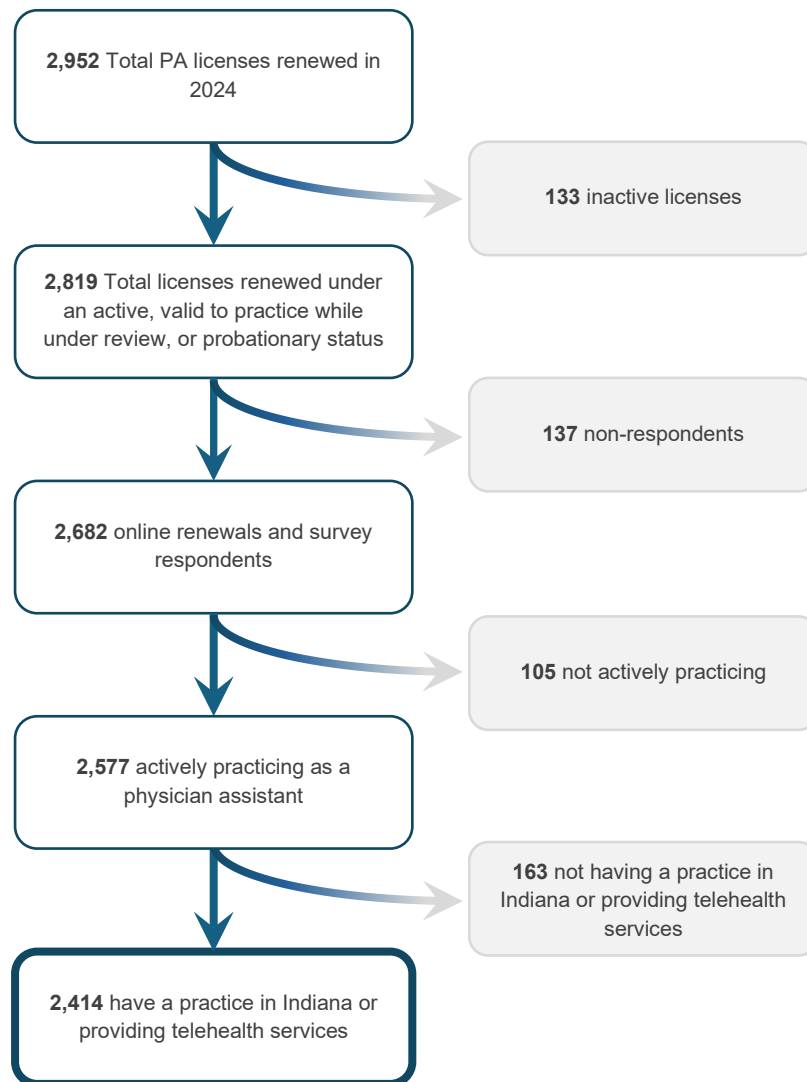 2,952 Total PA licenses renewed in
2024
133 inactive licenses
2,819 Total licenses renewed under
an active, valid to practice while
under review, or probationary status
137 non-respondents
2,682 online renewals and survey
respondents
105 not actively practicing
2,577 actively practicing as a
physician assistant
163 not having a practice in
Indiana or providing telehealth
services
2,414 have a practice in Indiana or
providing telehealth services